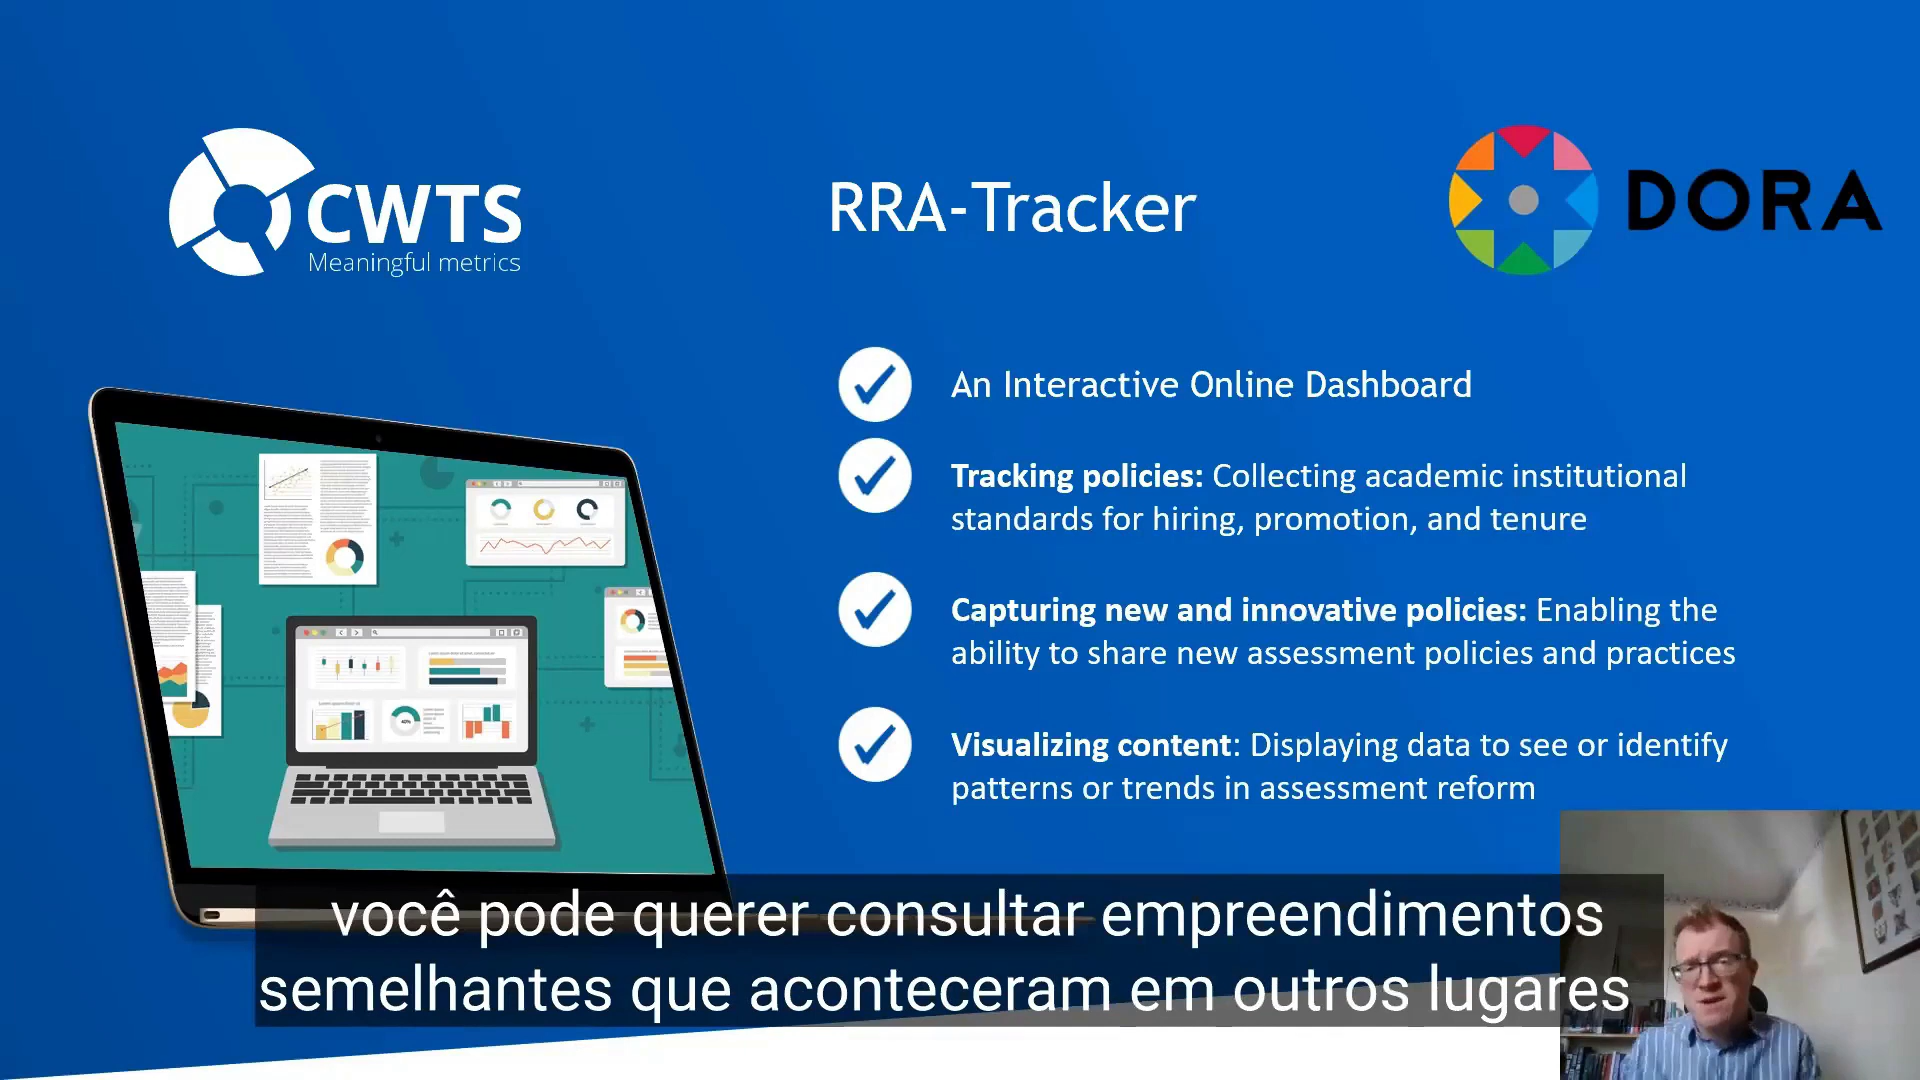 CWTS
Meaningful metrics
RRA-Tracker
DORA
An Interactive Online Dashboard
Tracking policies: Collecting academic institutional
standards for hiring, promotion, and tenure
Capturing new and innovative policies: Enabling the
ability to share new assessment policies and practices
Visualizing content: Displaying data to see or identify
patterns or trends in assessment reform
você pode querer consultar empreendimentos
semelhantes que aconteceram em outros lugares